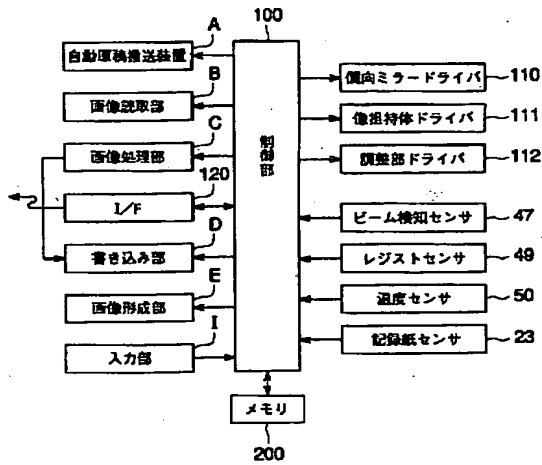 100
A
自動原稿搬送装置
B
画像読取部
C
画像処理部
120
I/F
D
書き込み部
E
画像形成部
I
入力部
制御部
偏向ミラードライバ
110
像担持体ドライバ
111
調整部ドライバ
112
ビーム検知センサ
47
レジストセンサ
49
温度センサ
50
記録紙センサ
23
メモリ
200